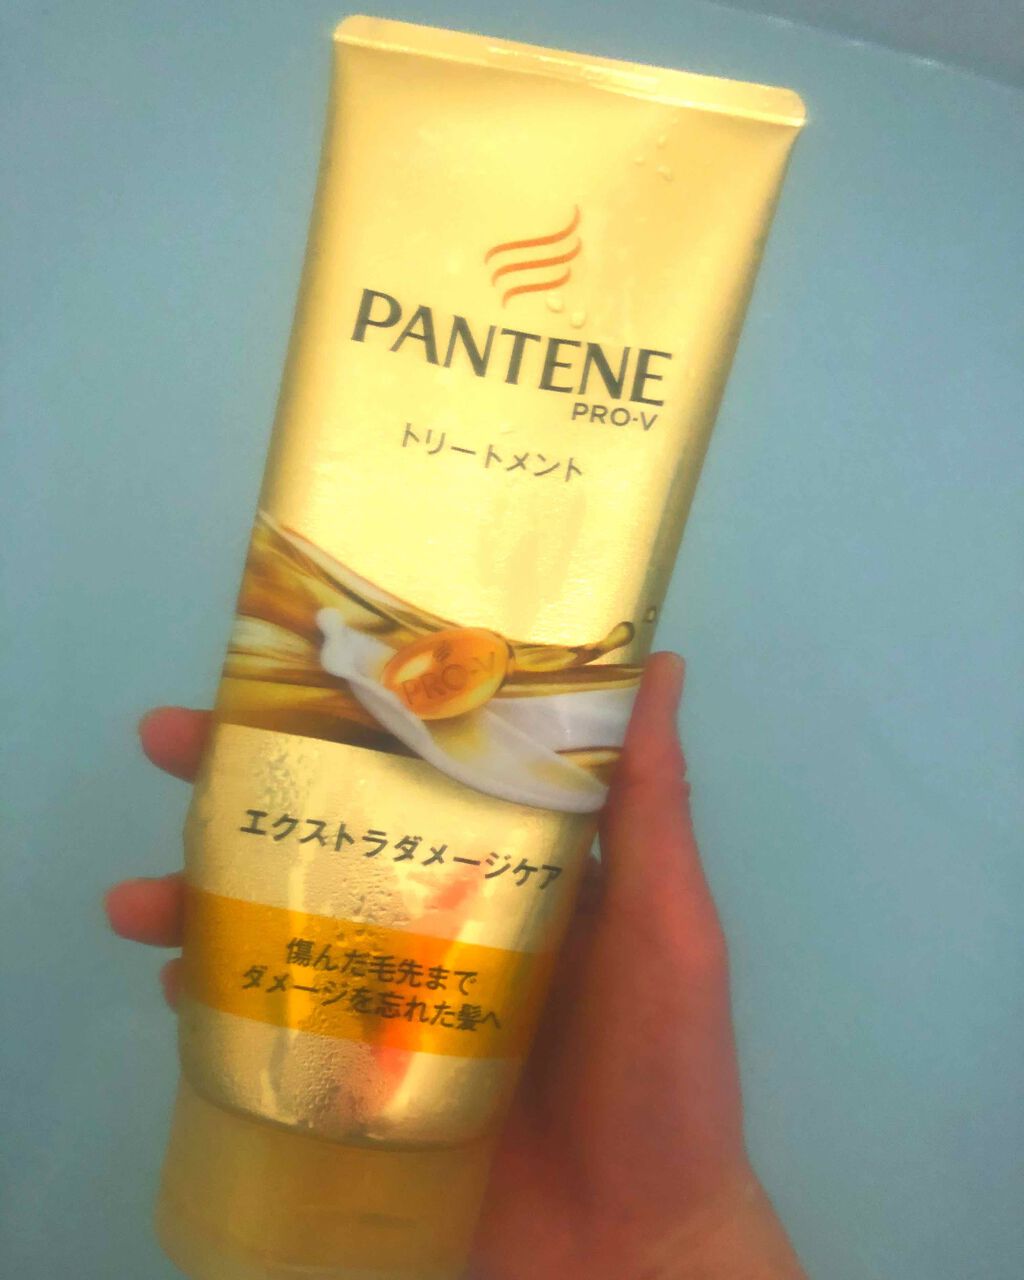 PANTENE
PRO-V
トリートメント
PRO-V
エクストラダメージケア
傷んだ毛先まで
ダメージを忘れた髪へ